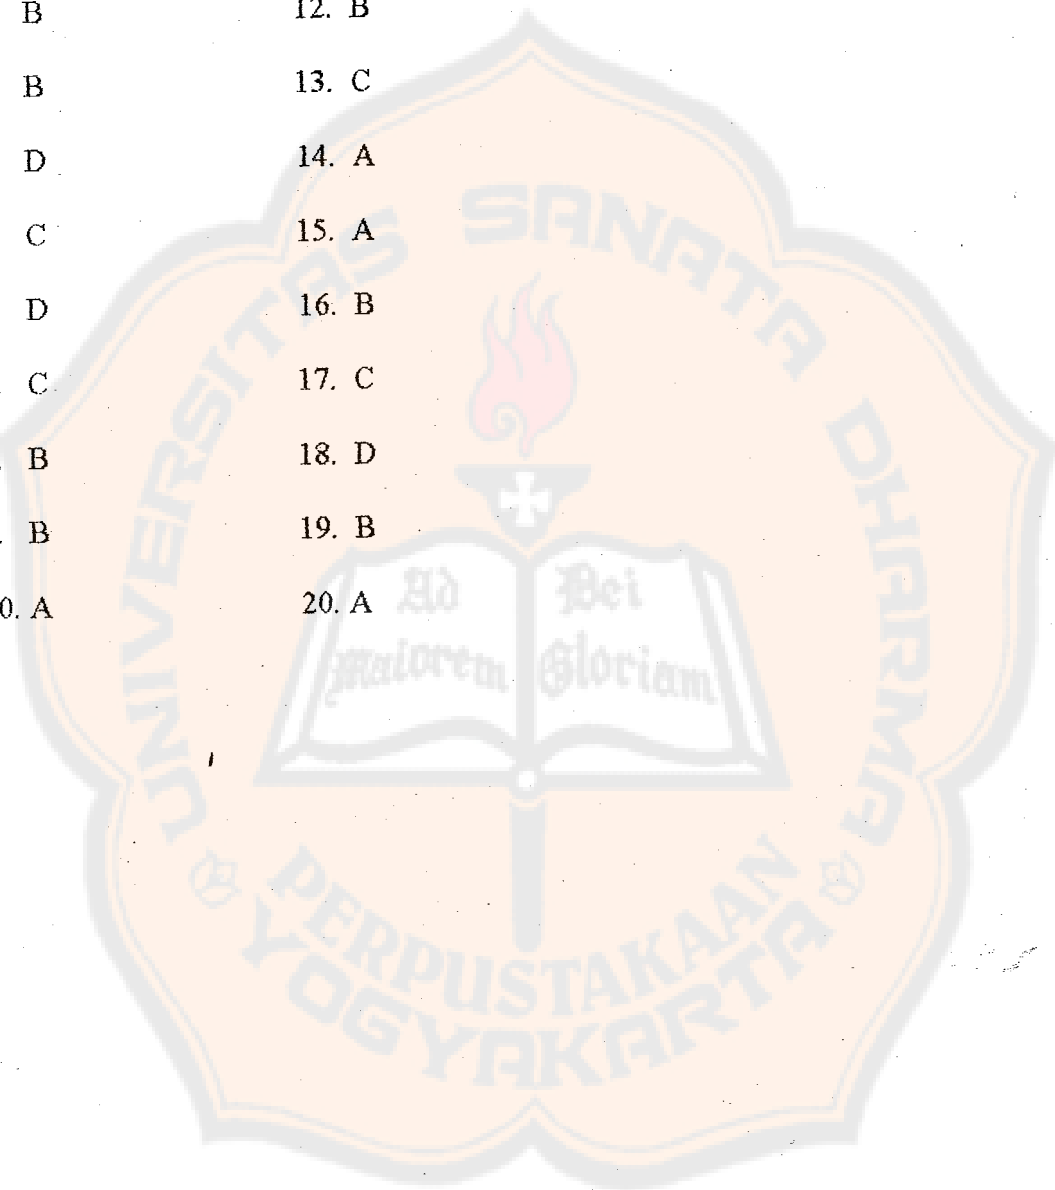 B 12. B
B 13. C
D 14. A
C 15. A
D 16. B
C 17. C
. B 18. D
. B 19. B
0. A 20. A
UNIVERSITAS SANATA DHARMA
Ad Dei
Maiorem Gloriam
PERPUSTAKAAN
YOGYAKARTA